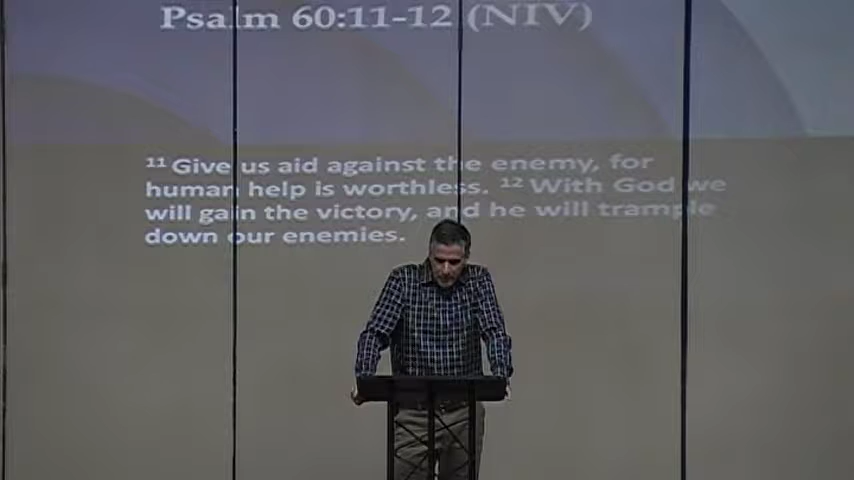 Psalm 60:11-12 (NIV)
11 Give us aid against the enemy, for
human help is worthless. 12 With God we
will gain the victory, and he will trample
down our enemies.